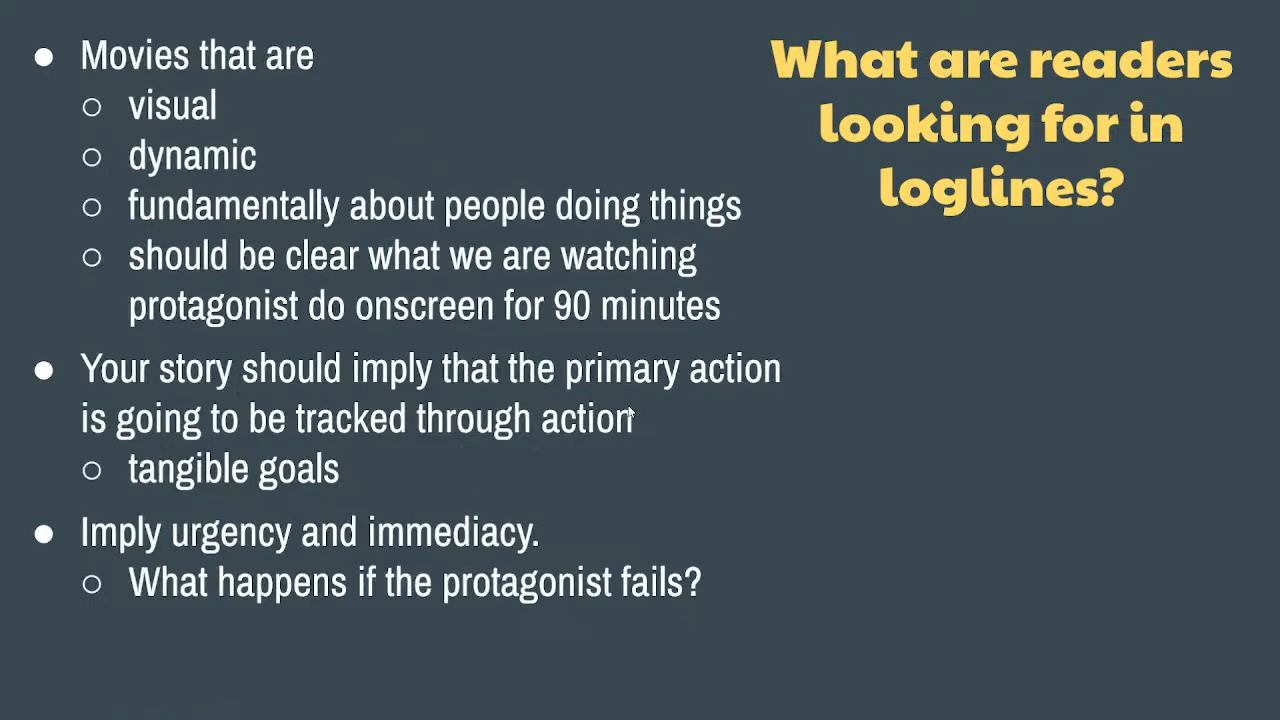 What are readers
looking for in
loglines?
● Movies that are
○ visual
○ dynamic
○ fundamentally about people doing things
○ should be clear what we are watching
protagonist do onscreen for 90 minutes
● Your story should imply that the primary action
is going to be tracked through action
○ tangible goals
● Imply urgency and immediacy.
○ What happens if the protagonist fails?